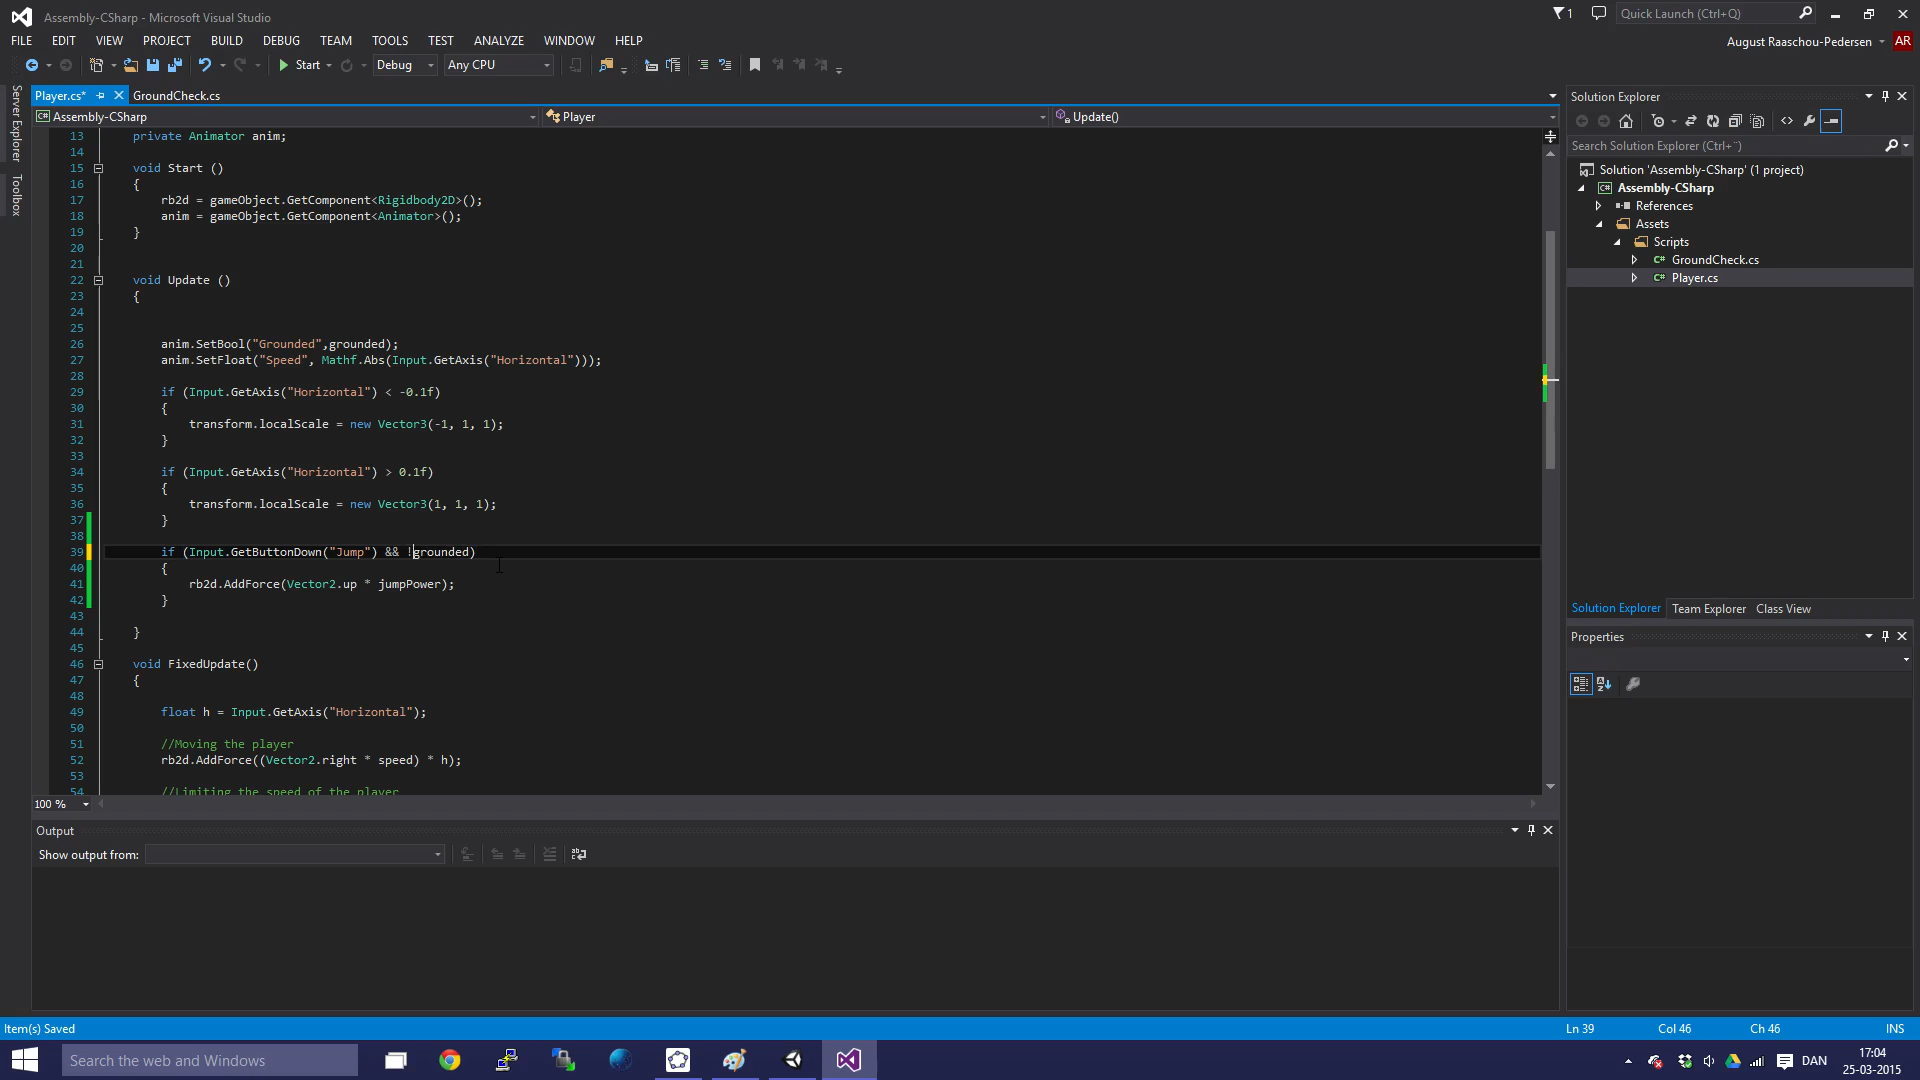 Assembly-CSharp - Microsoft Visual Studio
1
Quick Launch (Ctrl+Q)
FILE EDIT VIEW PROJECT BUILD DEBUG TEAM TOOLS TEST ANALYZE WINDOW HELP
August Raaschou-Pedersen AR
Start Debug Any CPU
Server Explorer
Toolbox
Player.cs* GroundCheck.cs
Assembly-CSharp Player Update()
13 private Animator anim;
14
15 void Start ()
16 {
17 rb2d = gameObject.GetComponent<Rigidbody2D>();
18 anim = gameObject.GetComponent<Animator>();
19 }
20
21
22 void Update ()
23 {
24
25
26 anim.SetBool("Grounded",grounded);
27 anim.SetFloat("Speed", Mathf.Abs(Input.GetAxis("Horizontal")));
28
29 if (Input.GetAxis("Horizontal") < -0.1f)
30 {
31 transform.localScale = new Vector3(-1, 1, 1);
32 }
33
34 if (Input.GetAxis("Horizontal") > 0.1f)
35 {
36 transform.localScale = new Vector3(1, 1, 1);
37 }
38
39 if (Input.GetButtonDown("Jump") && !grounded)
40 {
41 rb2d.AddForce(Vector2.up * jumpPower);
42 }
43
44 }
45
46 void FixedUpdate()
47 {
48
49 float h = Input.GetAxis("Horizontal");
50
51 //Moving the player
52 rb2d.AddForce((Vector2.right * speed) * h);
53
54 //Limiting the speed of the player
100 %
Output
Show output from:
Solution Explorer
Search Solution Explorer (Ctrl+¨)
Solution 'Assembly-CSharp' (1 project)
Assembly-CSharp
References
Assets
Scripts
GroundCheck.cs
Player.cs
Solution Explorer Team Explorer Class View
Properties
Item(s) Saved Ln 39 Col 46 Ch 46 INS
Search the web and Windows
DAN
17:04
25-03-2015